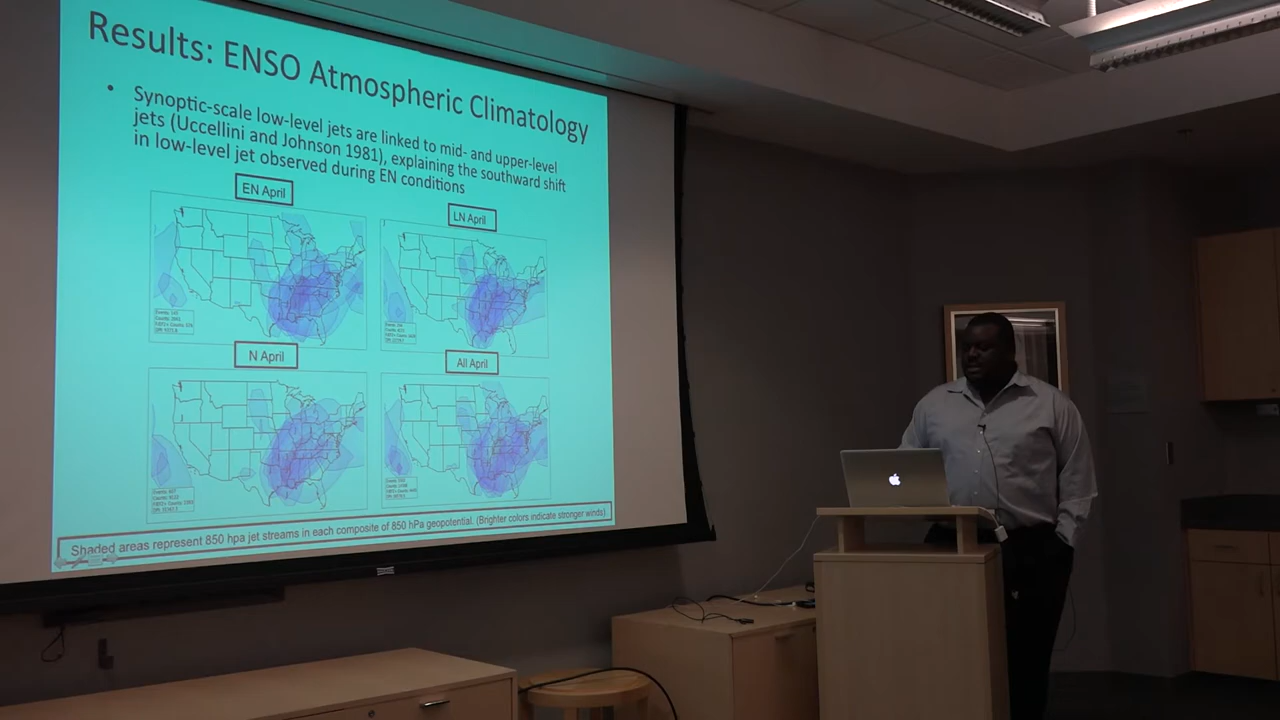 Results: ENSO Atmospheric Climatology
• Synoptic-scale low-level jets are linked to mid- and upper-level
jets (Uccellini and Johnson 1981), explaining the southward shift
in low-level jet observed during EN conditions
EN April
LN April
N April
All April
Shaded areas represent 850 hpa jet streams in each composite of 850 hPa geopotential. (Brighter colors indicate stronger winds)